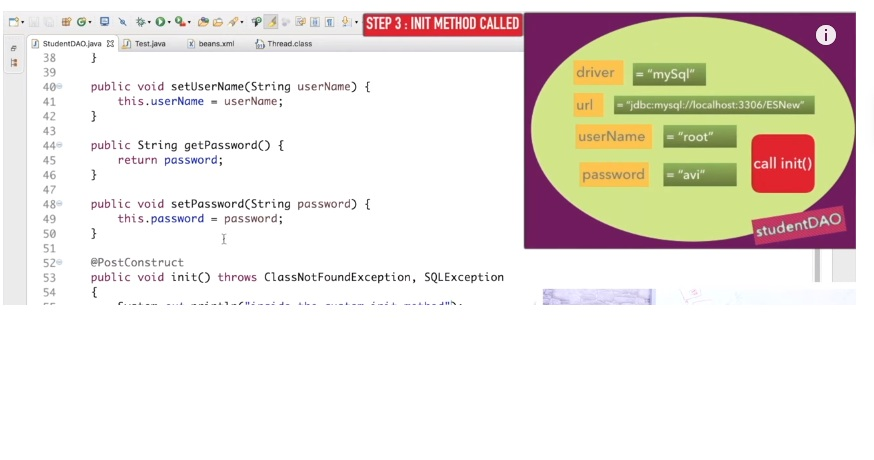 STEP 3 : INIT METHOD CALLED
StudentDAO.java
Test.java
beans.xml
Thread.class
38 }
39
40 public void setUserName(String userName) {
41 this.userName = userName;
42 }
43
44 public String getPassword() {
45 return password;
46 }
47
48 public void setPassword(String password) {
49 this.password = password;
50 }
51
52 @PostConstruct
53 public void init() throws ClassNotFoundException, SQLException
54 {
driver = "mySql"
url = "jdbc:mysql://localhost:3306/ESNew"
userName = "root"
password = "avi"
call init()
studentDAO
i